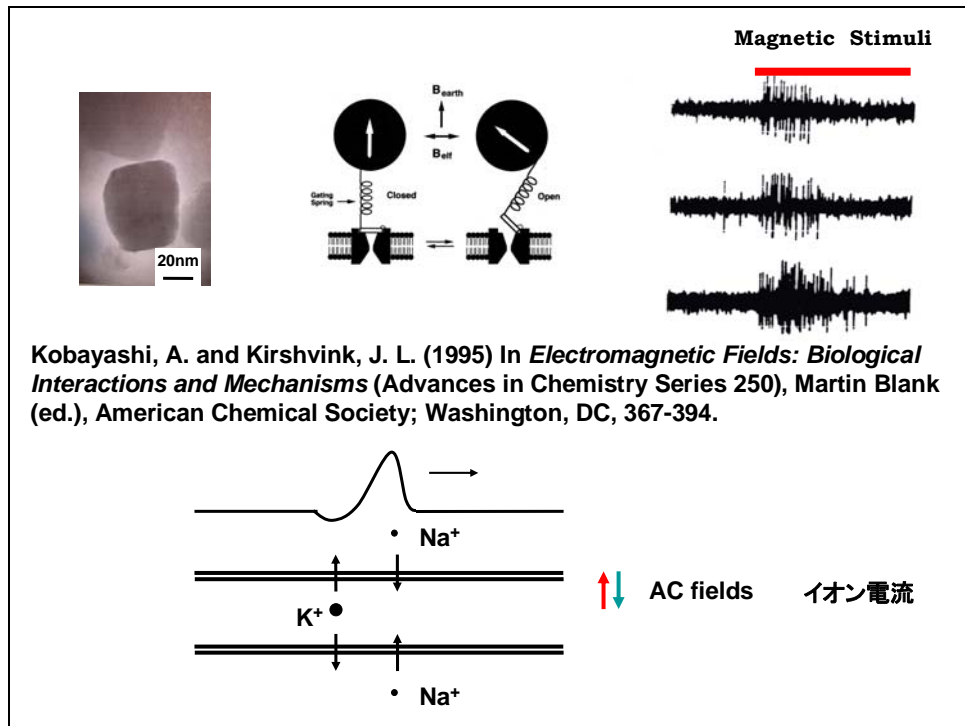 Magnetic Stimuli
20nm
B earth
B elf
Gating
Spring
Closed
Open
Kobayashi, A. and Kirshvink, J. L. (1995) In Electromagnetic Fields: Biological
Interactions and Mechanisms (Advances in Chemistry Series 250), Martin Blank
(ed.), American Chemical Society; Washington, DC, 367-394.
Na+
K+
Na+
AC fields イオン電流